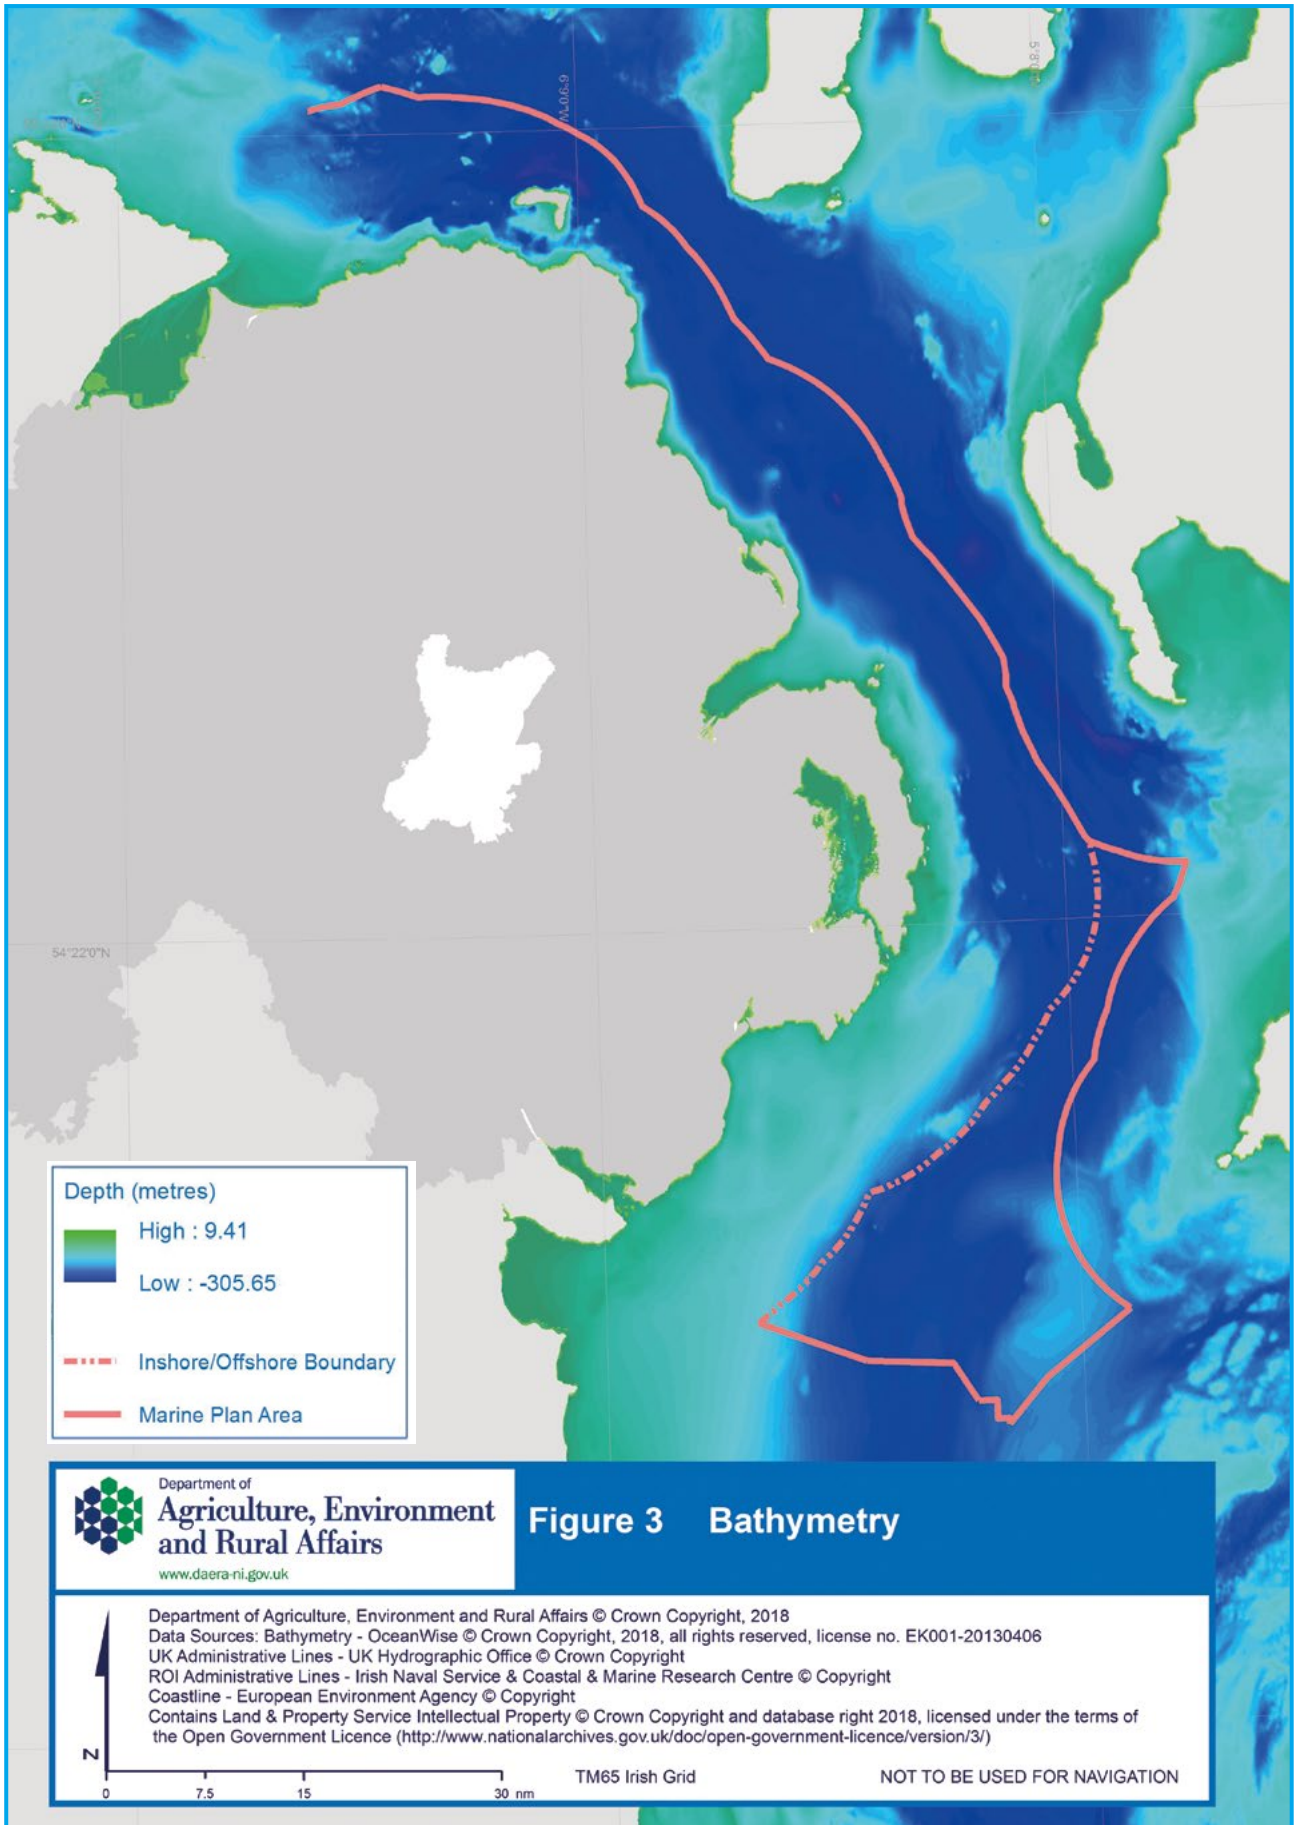 6°9'0"W
54°22'0"N
Depth (metres)
High : 9.41
Low : -305.65
Inshore/Offshore Boundary
Marine Plan Area
Department of
Agriculture, Environment
and Rural Affairs
www.daera-ni.gov.uk
Figure 3 Bathymetry
Department of Agriculture, Environment and Rural Affairs © Crown Copyright, 2018
Data Sources: Bathymetry - OceanWise © Crown Copyright, 2018, all rights reserved, license no. EK001-20130406
UK Administrative Lines - UK Hydrographic Office © Crown Copyright
ROI Administrative Lines - Irish Naval Service & Coastal & Marine Research Centre © Copyright
Coastline - European Environment Agency © Copyright
Contains Land & Property Service Intellectual Property © Crown Copyright and database right 2018, licensed under the terms of
the Open Government Licence (http://www.nationalarchives.gov.uk/doc/open-government-licence/version/3/)
N
0 7.5 15 30 nm
TM65 Irish Grid
NOT TO BE USED FOR NAVIGATION